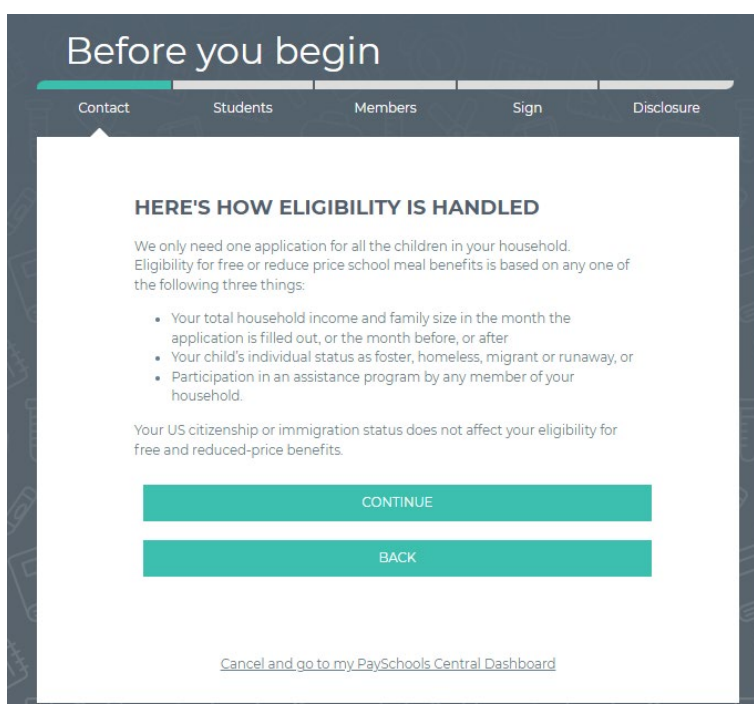 Before you begin
Contact Students Members Sign Disclosure
HERE'S HOW ELIGIBILITY IS HANDLED
We only need one application for all the children in your household.
Eligibility for free or reduce price school meal benefits is based on any one of
the following three things:
• Your total household income and family size in the month the
application is filled out, or the month before, or after
• Your child's individual status as foster, homeless, migrant or runaway, or
• Participation in an assistance program by any member of your
household.
Your US citizenship or immigration status does not affect your eligibility for
free and reduced-price benefits.
CONTINUE
BACK
Cancel and go to my PaySchools Central Dashboard